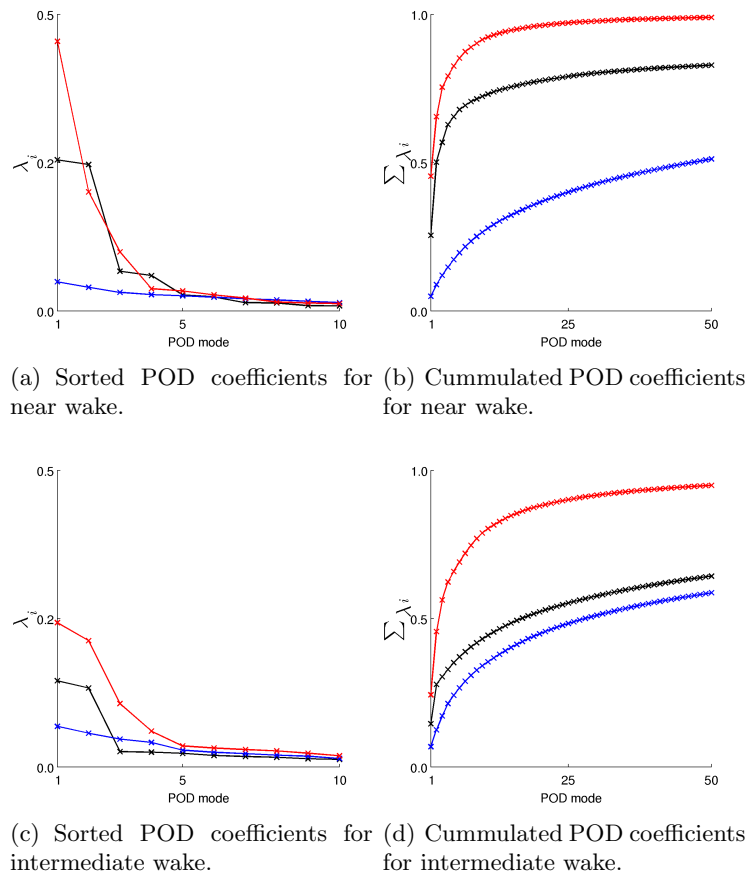 0.5
0.2
0.0
λi
1
5
10
POD mode
1.0
0.5
0.0
∑λi
1
25
50
POD mode
(a) Sorted POD coefficients for
near wake.
(b) Cummulated POD coefficients
for near wake.
0.5
0.2
0.0
λi
1
5
10
POD mode
1.0
0.5
0.0
∑λi
1
25
50
POD mode
(c) Sorted POD coefficients for
intermediate wake.
(d) Cummulated POD coefficients
for intermediate wake.